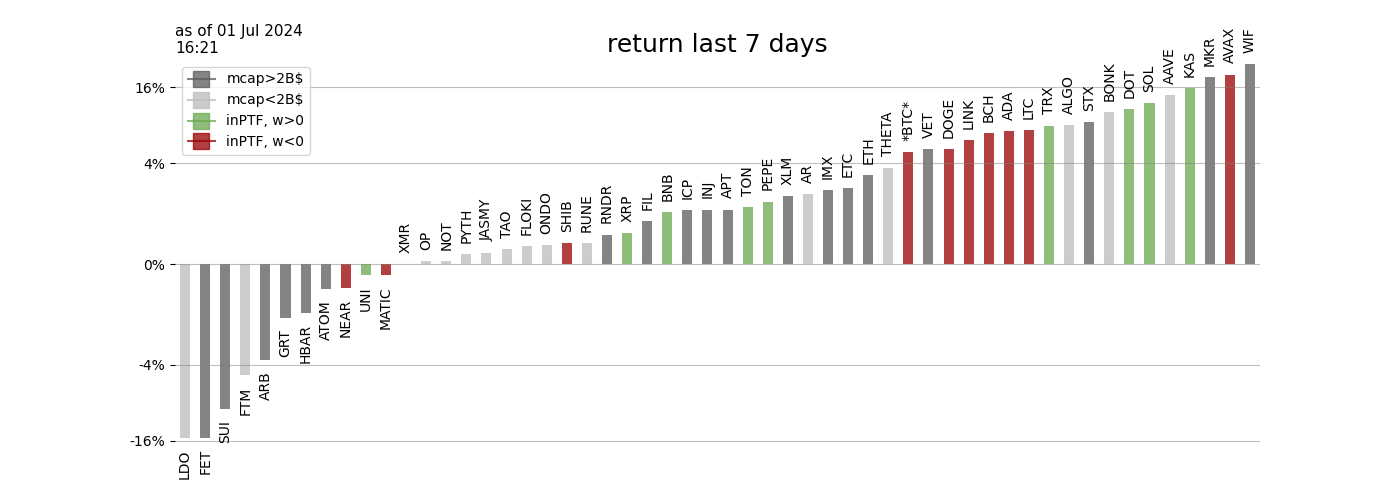 as of 01 Jul 2024
16:21
return last 7 days
mcap>2B$
mcap<2B$
inPTF, w>0
inPTF, w<0
16%
4%
0%
-4%
-16%
LDO
FET
SUI
FTM
ARB
GRT
HBAR
ATOM
NEAR
UNI
MATIC
XMR
OP
NOT
PYTH
JASMY
TAO
FLOKI
ONDO
SHIB
RUNE
RNDR
XRP
FIL
BNB
ICP
INJ
APT
TON
PEPE
XLM
AR
IMX
ETC
ETH
THETA
*BTC*
VET
DOGE
LINK
BCH
ADA
LTC
TRX
ALGO
STX
BONK
DOT
SOL
AAVE
KAS
MKR
AVAX
WIF